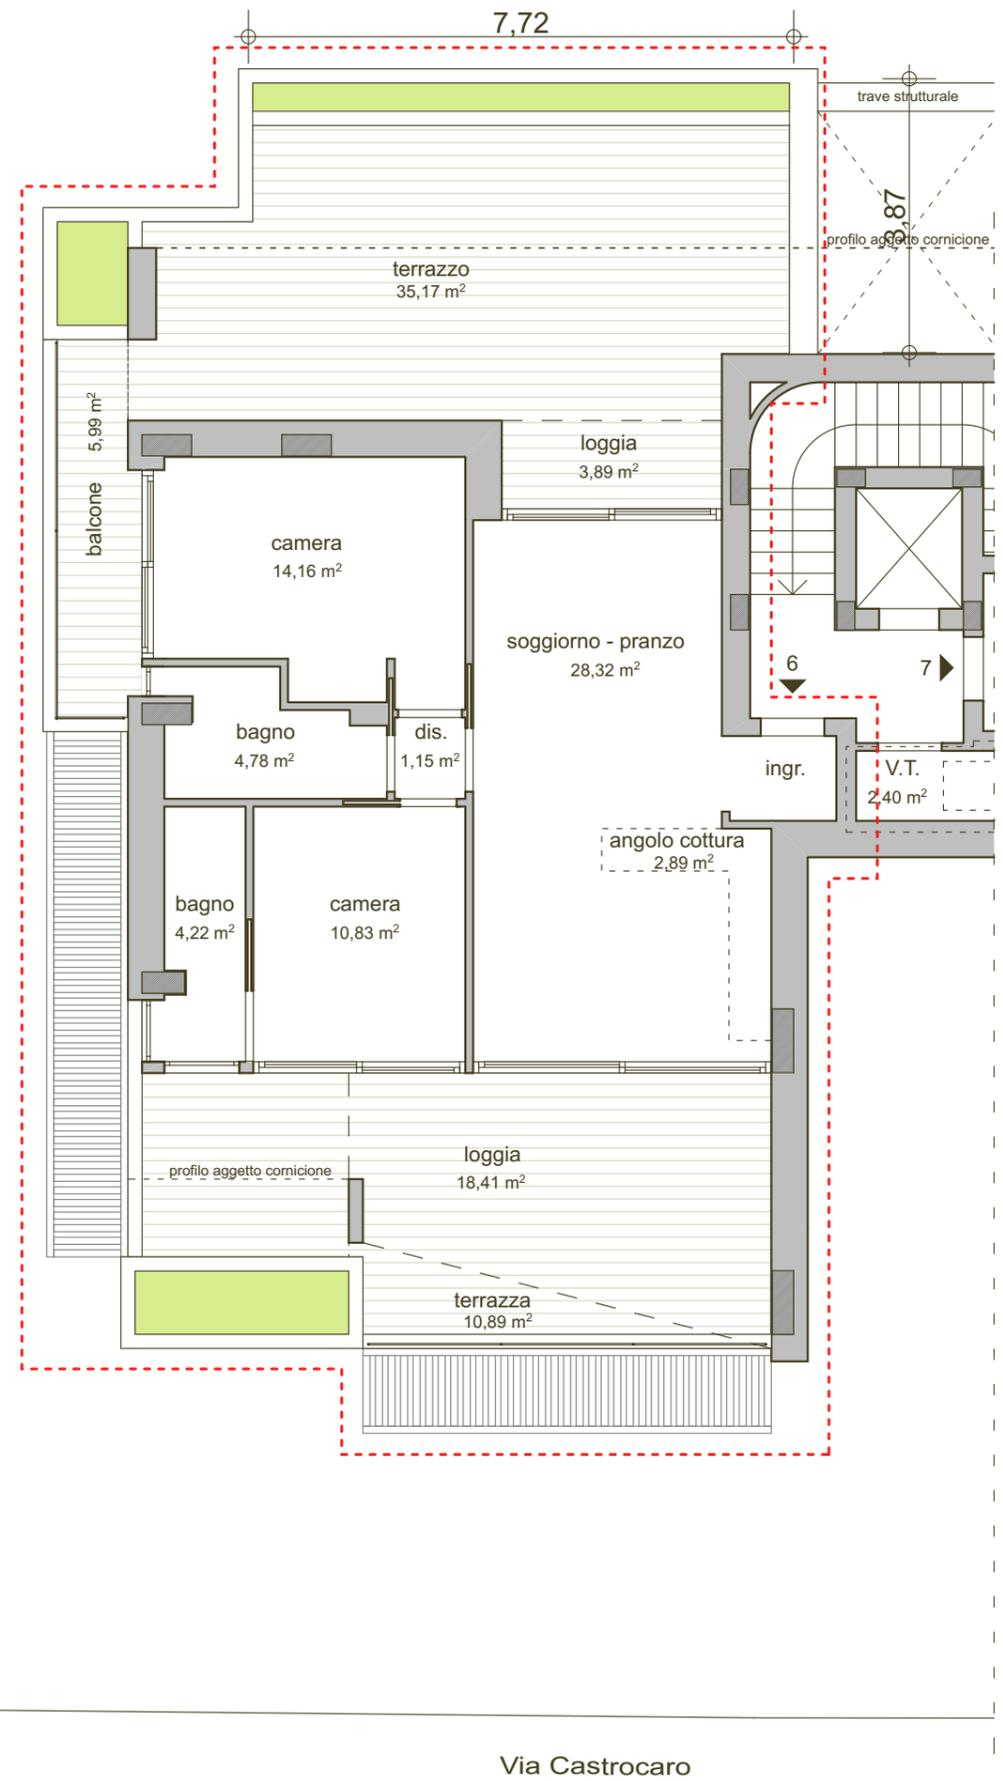 7,72
trave strutturale
3,87
profilo aggetto cornicione
terrazzo
35,17 m²
balcone 5,99 m²
loggia
3,89 m²
camera
14,16 m²
soggiorno - pranzo
28,32 m²
6
7
bagno
4,78 m²
dis.
1,15 m²
ingr.
V.T.
2,40 m²
angolo cottura
2,89 m²
bagno
4,22 m²
camera
10,83 m²
loggia
18,41 m²
profilo aggetto cornicione
terrazza
10,89 m²
Via Castrocaro